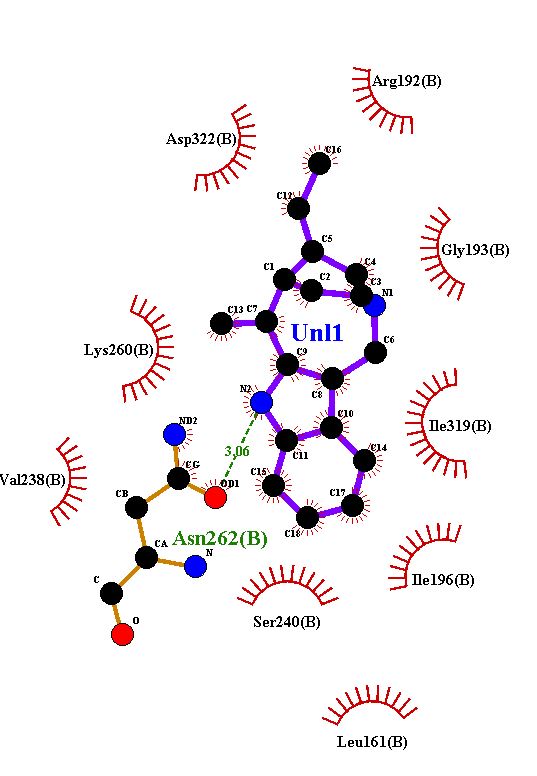 Arg192(B)
Asp322(B)
C16
C12
Gly193(B)
C5
C4
C1
C2
C3
N1
C13
C7
Unl1
Lys260(B)
C9
C6
C8
N2
ND2
C10
Ile319(B)
C11
3.06
C14
CG
Val238(B)
OD1
C15
CB
C17
C18
Asn262(B)
CA
N
C
Ile196(B)
O
Ser240(B)
Leu161(B)